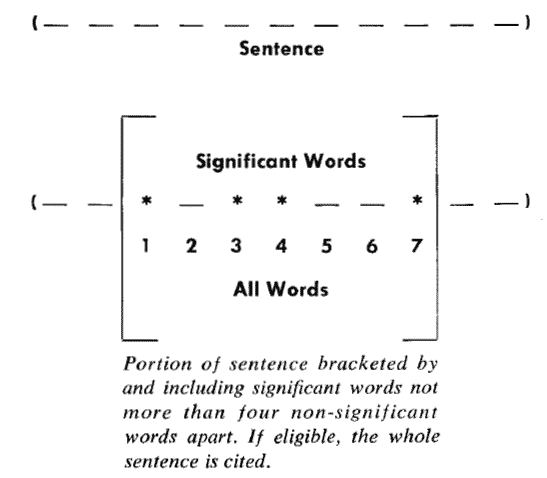 (— — — — — — — — — — —)
Sentence
Significant Words
(— — * — * * — — * — —)
1 2 3 4 5 6 7
All Words
Portion of sentence bracketed by
and including significant words not
more than four non-significant
words apart. If eligible, the whole
sentence is cited.